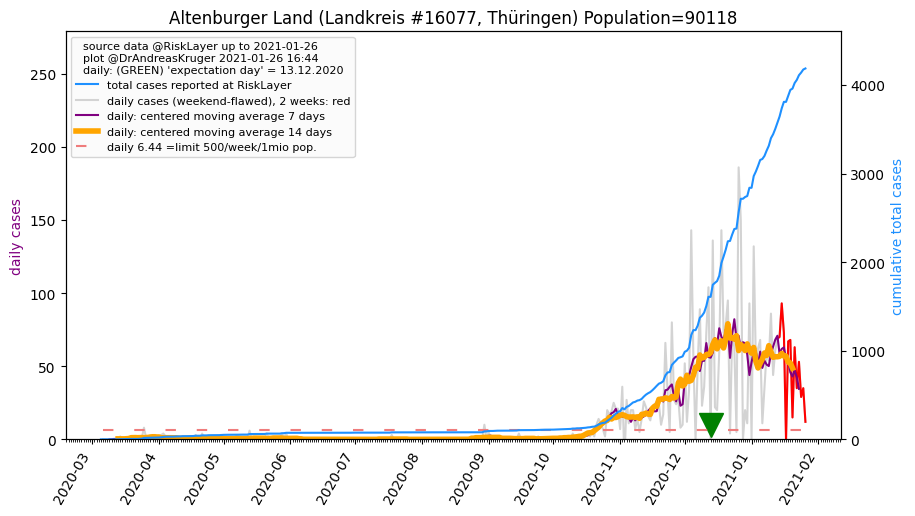 Altenburger Land (Landkreis #16077, Thüringen) Population=90118
source data @RiskLayer up to 2021-01-26
plot @DrAndreasKruger 2021-01-26 16:44
daily: (GREEN) 'expectation day' = 13.12.2020
total cases reported at RiskLayer
daily cases (weekend-flawed), 2 weeks: red
daily: centered moving average 7 days
daily: centered moving average 14 days
daily 6.44 =limit 500/week/1mio pop.
daily cases
250
200
150
100
50
0
cumulative total cases
4000
3000
2000
1000
0
2020-03
2020-04
2020-05
2020-06
2020-07
2020-08
2020-09
2020-10
2020-11
2020-12
2021-01
2021-02